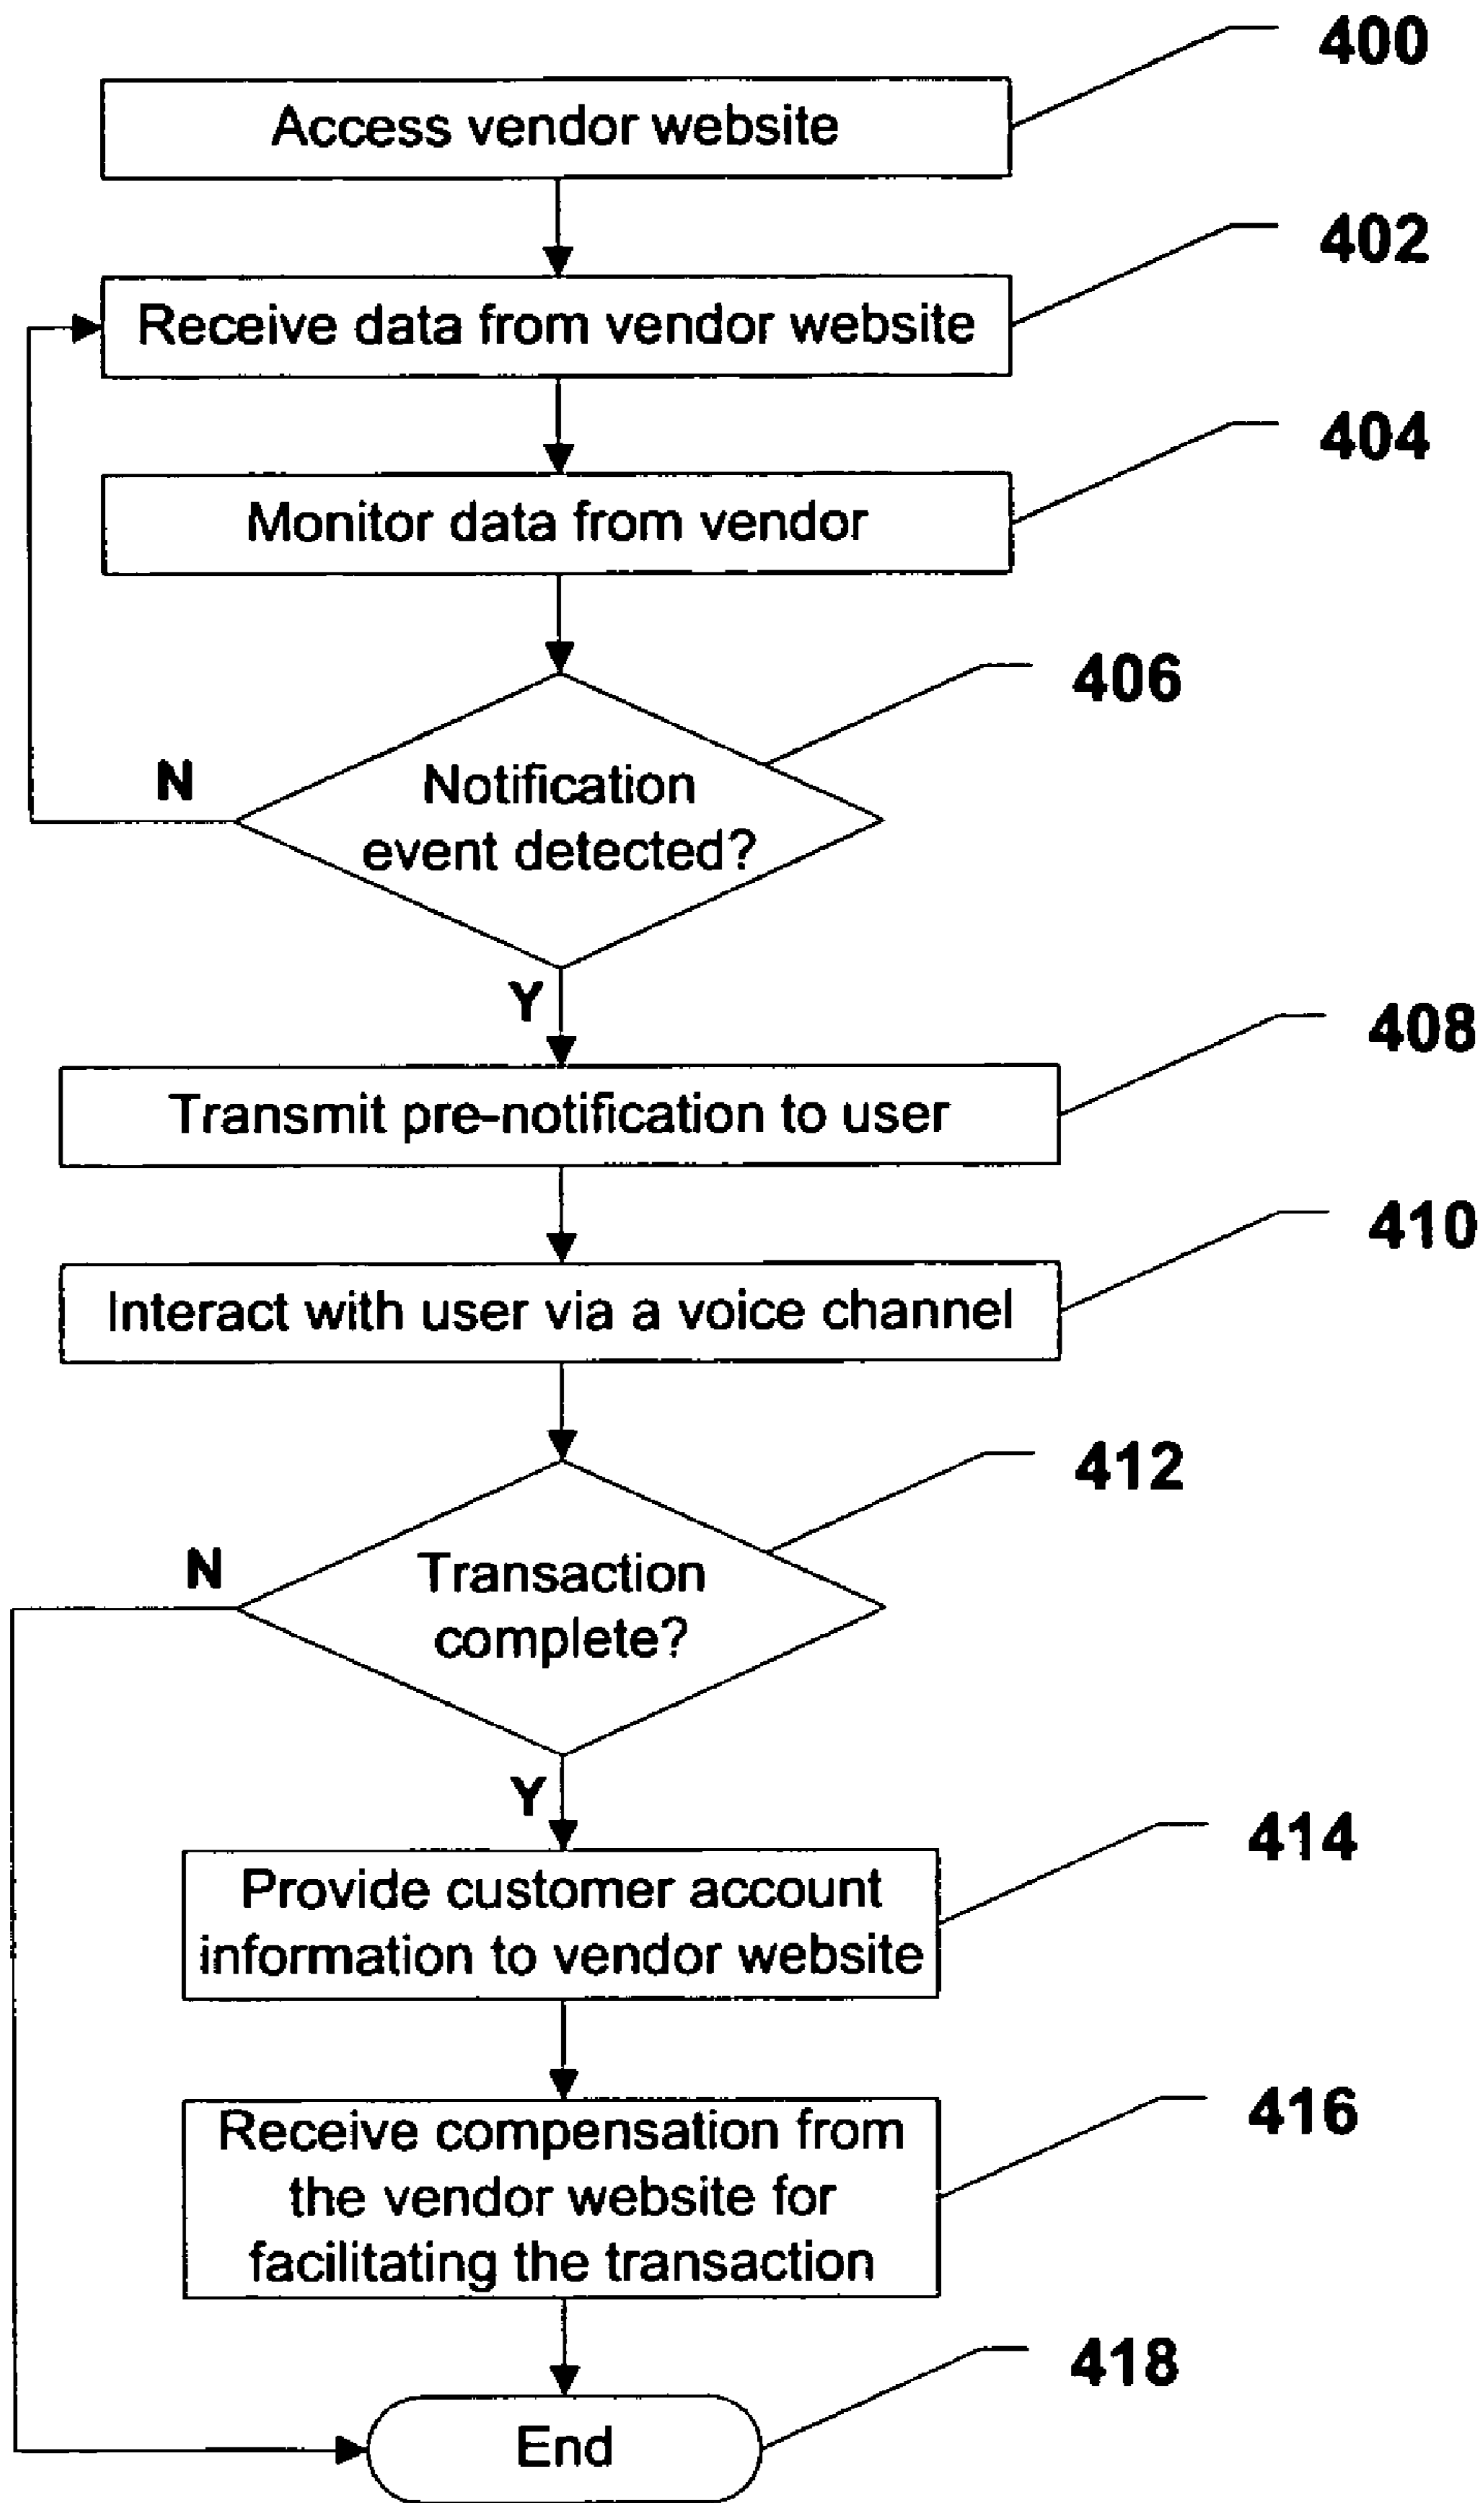 400
Access vendor website
402
Receive data from vendor website
404
Monitor data from vendor
406
N
Notification
event detected?
Y
408
Transmit pre-notification to user
410
Interact with user via a voice channel
412
N
Transaction
complete?
Y
414
Provide customer account
information to vendor website
416
Receive compensation from
the vendor website for
facilitating the transaction
418
End